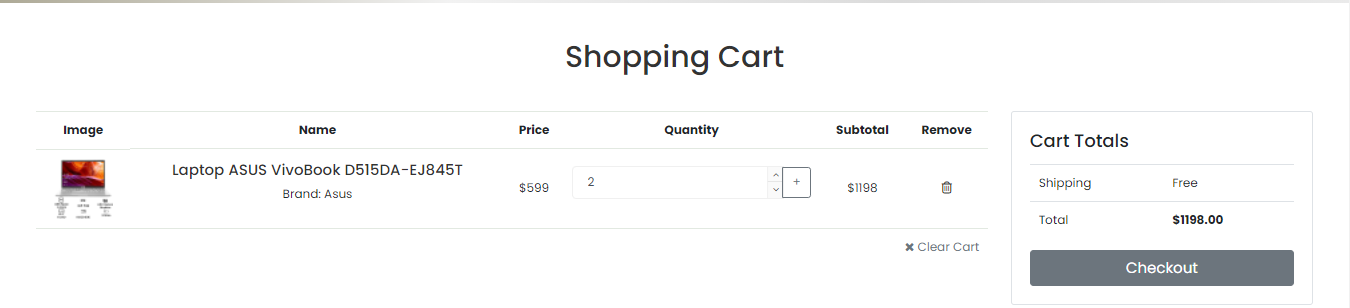 Shopping Cart
Image Name Price Quantity Subtotal Remove
Laptop ASUS VivoBook D515DA-EJ845T
Brand: Asus
$599 2 + $1198
✖ Clear Cart
Cart Totals
Shipping Free
Total $1198.00
Checkout